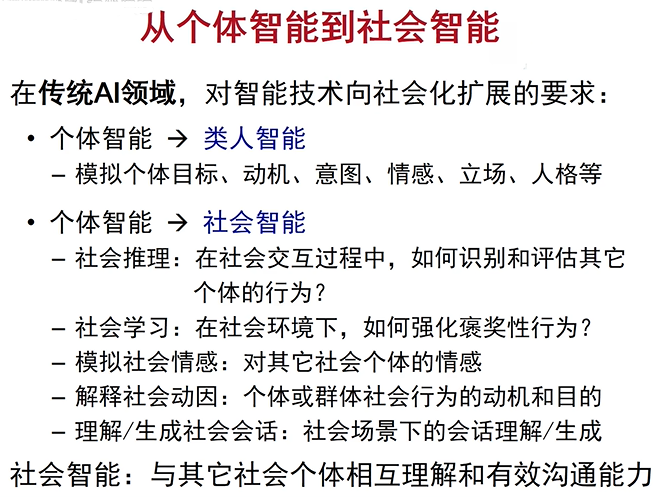 从个体智能到社会智能
在传统AI领域，对智能技术向社会化扩展的要求：
• 个体智能 → 类人智能
– 模拟个体目标、动机、意图、情感、立场、人格等
• 个体智能 → 社会智能
– 社会推理：在社会交互过程中，如何识别和评估其它
个体的行为？
– 社会学习：在社会环境下，如何强化褒奖性行为？
– 模拟社会情感：对其它社会个体的情感
– 解释社会动因：个体或群体社会行为的动机和目的
– 理解/生成社会会话：社会场景下的会话理解/生成
社会智能：与其它社会个体相互理解和有效沟通能力